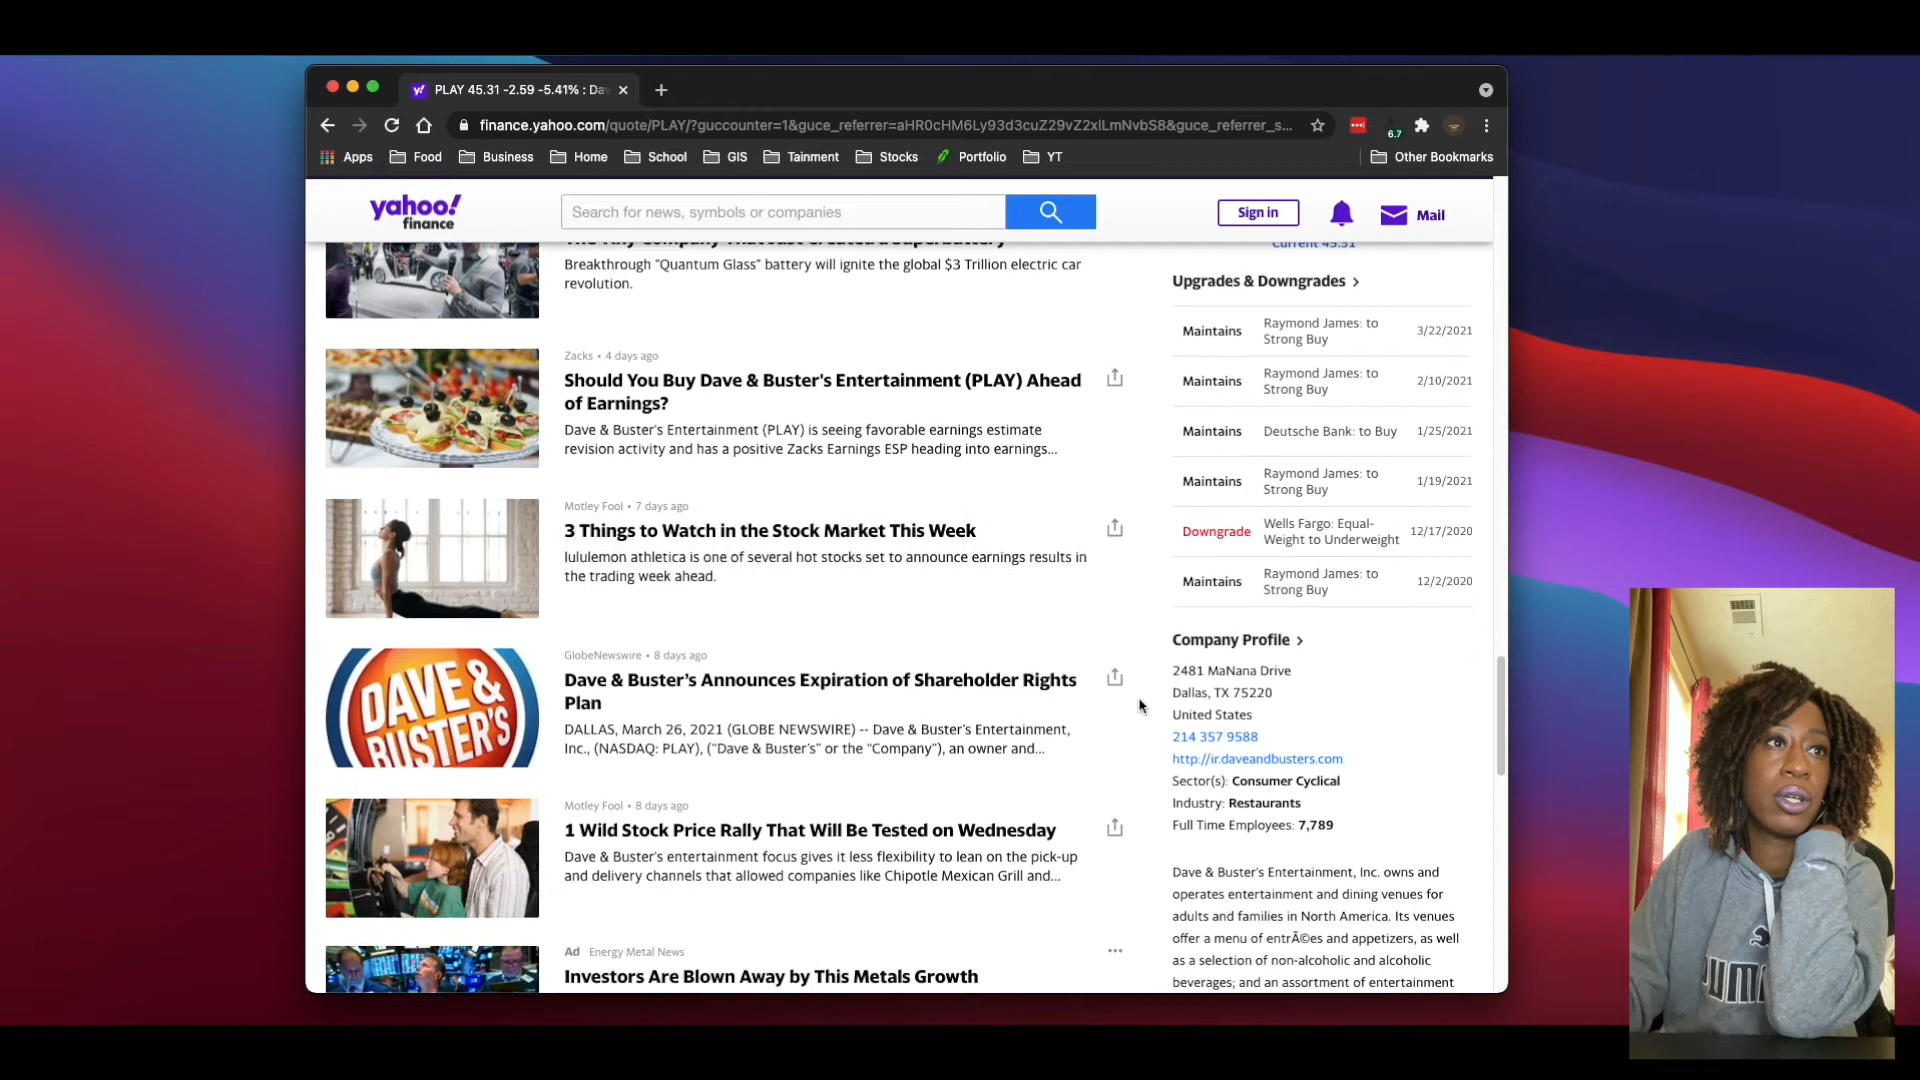 PLAY 45.31 -2.59 -5.41% : Da
finance.yahoo.com/quote/PLAY/?guccounter=1&guce_referrer=aHR0cHM6Ly93d3cuZ29vZ2xlLmNvbS8&guce_referrer_s...
6.7
Apps Food Business Home School GIS Tainment Stocks Portfolio YT Other Bookmarks
yahoo!
finance
Search for news, symbols or companies
Sign in
Mail
The Tiny Company That Just Created a Superbattery
Breakthrough "Quantum Glass" battery will ignite the global $3 Trillion electric car
revolution.
Zacks • 4 days ago
Should You Buy Dave & Buster's Entertainment (PLAY) Ahead
of Earnings?
Dave & Buster's Entertainment (PLAY) is seeing favorable earnings estimate
revision activity and has a positive Zacks Earnings ESP heading into earnings...
Motley Fool • 7 days ago
3 Things to Watch in the Stock Market This Week
lululemon athletica is one of several hot stocks set to announce earnings results in
the trading week ahead.
DAVE &
BUSTER'S
GlobeNewswire • 8 days ago
Dave & Buster’s Announces Expiration of Shareholder Rights
Plan
DALLAS, March 26, 2021 (GLOBE NEWSWIRE) -- Dave & Buster’s Entertainment,
Inc., (NASDAQ: PLAY), (“Dave & Buster’s” or the “Company”), an owner and...
Motley Fool • 8 days ago
1 Wild Stock Price Rally That Will Be Tested on Wednesday
Dave & Buster's entertainment focus gives it less flexibility to lean on the pick-up
and delivery channels that allowed companies like Chipotle Mexican Grill and...
Ad Energy Metal News
Investors Are Blown Away by This Metals Growth
Current 45.31
Upgrades & Downgrades
Maintains Raymond James: to Strong Buy 3/22/2021
Maintains Raymond James: to Strong Buy 2/10/2021
Maintains Deutsche Bank: to Buy 1/25/2021
Maintains Raymond James: to Strong Buy 1/19/2021
Downgrade Wells Fargo: Equal-Weight to Underweight 12/17/2020
Maintains Raymond James: to Strong Buy 12/2/2020
Company Profile
2481 MaNana Drive
Dallas, TX 75220
United States
214 357 9588
http://ir.daveandbusters.com
Sector(s): Consumer Cyclical
Industry: Restaurants
Full Time Employees: 7,789
Dave & Buster's Entertainment, Inc. owns and
operates entertainment and dining venues for
adults and families in North America. Its venues
offer a menu of entrÃ©es and appetizers, as well
as a selection of non-alcoholic and alcoholic
beverages; and an assortment of entertainment
PUMA